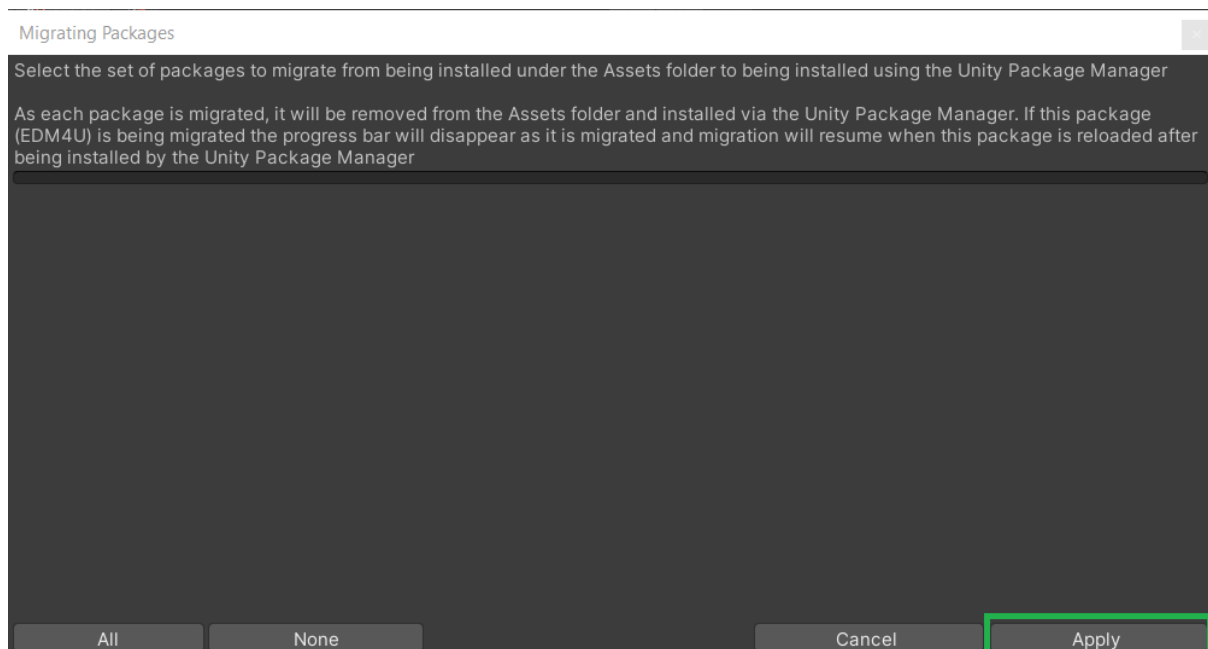 Migrating Packages
Select the set of packages to migrate from being installed under the Assets folder to being installed using the Unity Package Manager
As each package is migrated, it will be removed from the Assets folder and installed via the Unity Package Manager. If this package
(EDM4U) is being migrated the progress bar will disappear as it is migrated and migration will resume when this package is reloaded after
being installed by the Unity Package Manager
All
None
Cancel
Apply